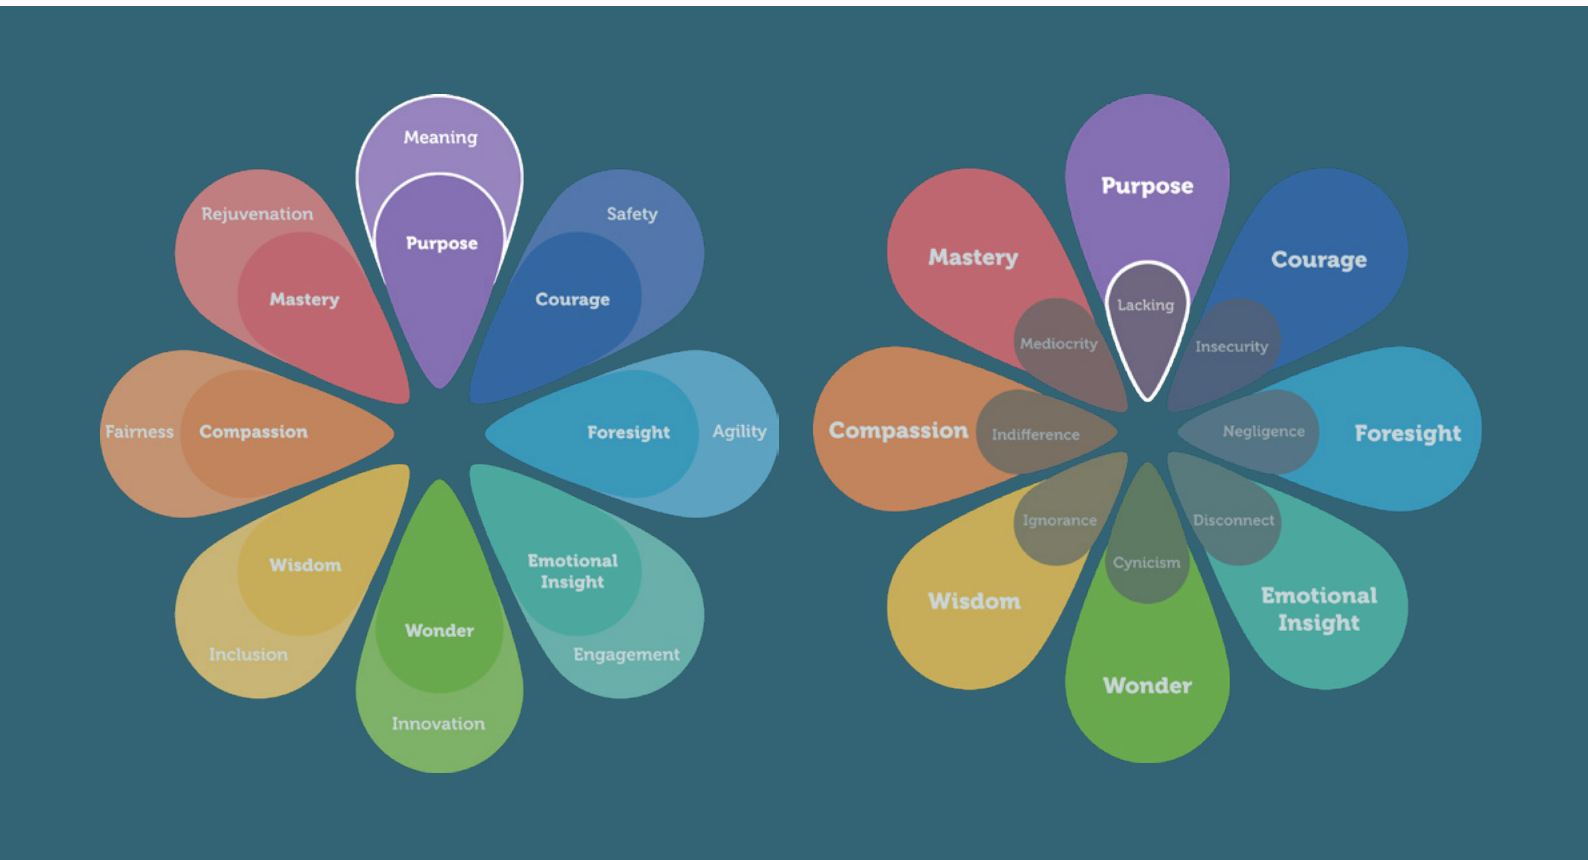 Meaning
Purpose
Rejuvenation
Mastery
Safety
Courage
Fairness
Compassion
Foresight
Agility
Wisdom
Inclusion
Emotional
Insight
Engagement
Wonder
Innovation
Purpose
Lacking
Mastery
Mediocrity
Courage
Insecurity
Compassion
Indifference
Negligence
Foresight
Ignorance
Wisdom
Disconnect
Emotional
Insight
Cynicism
Wonder